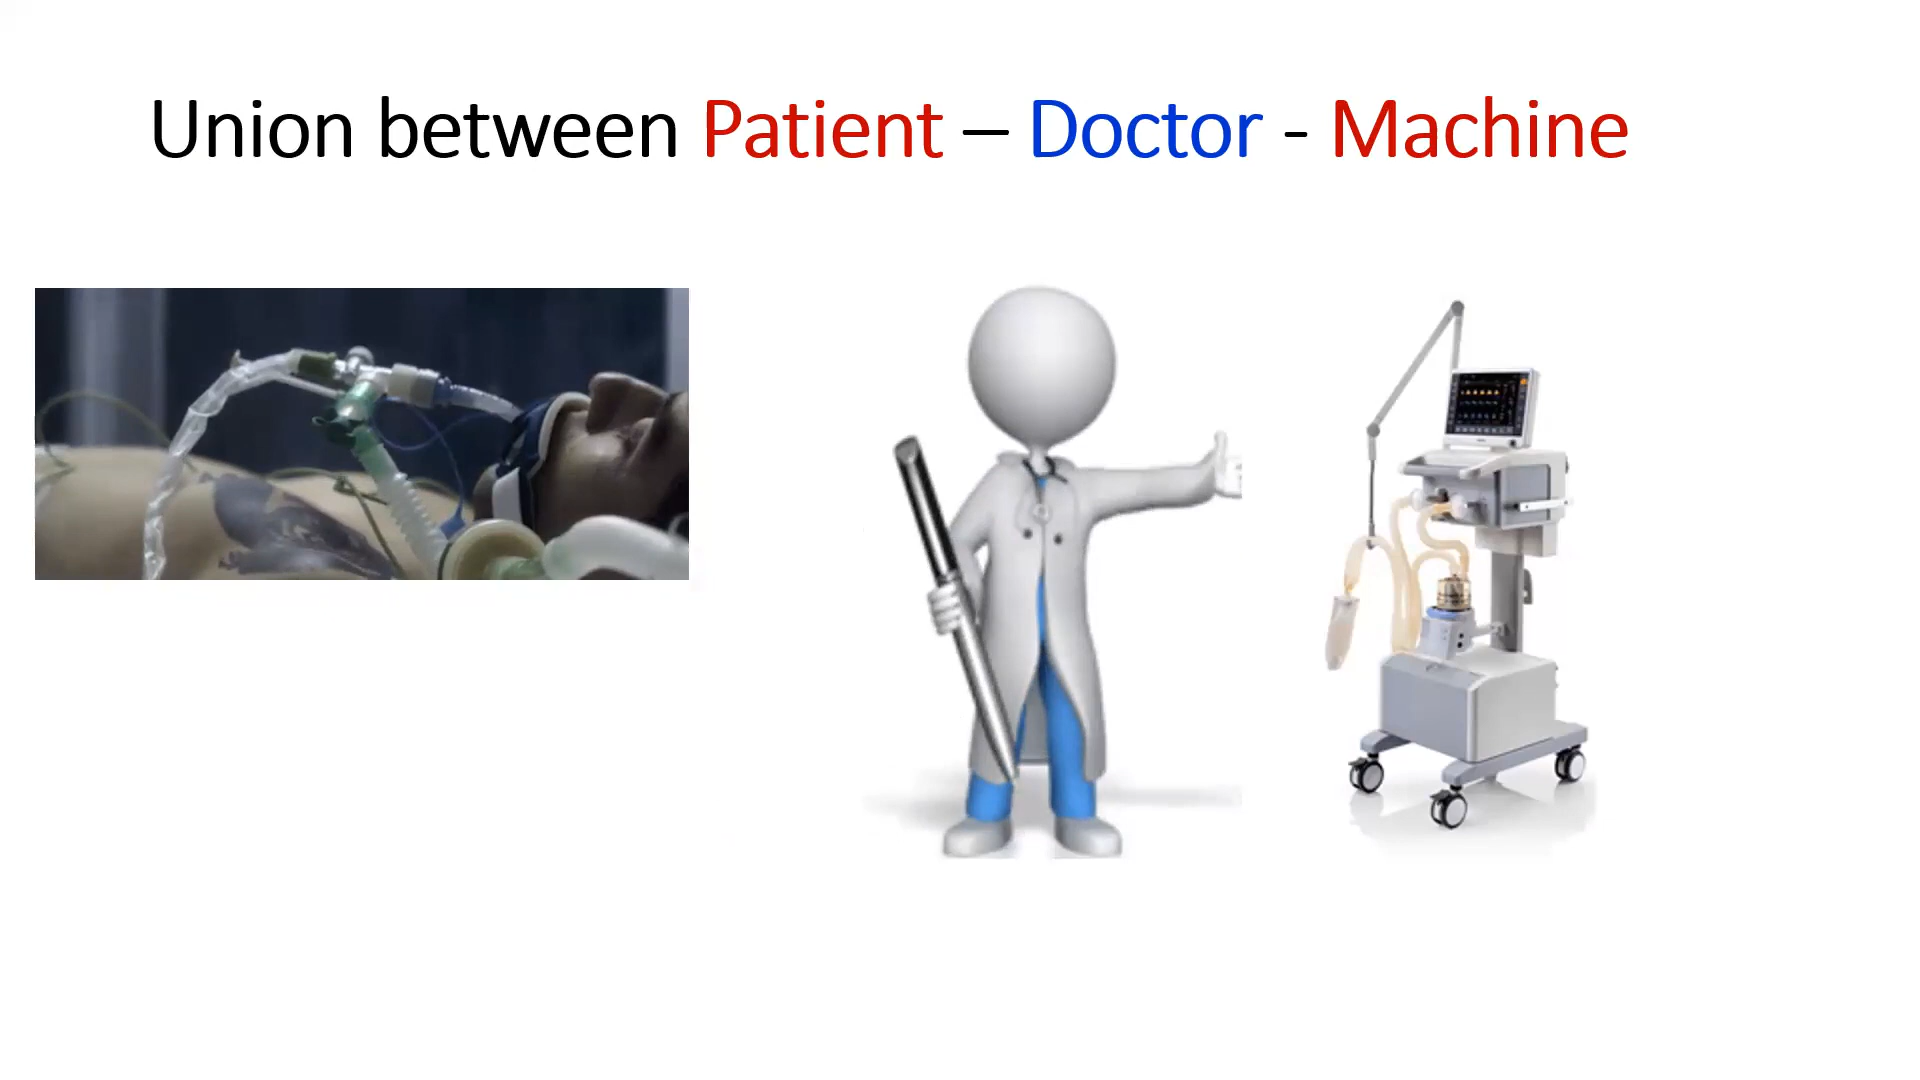 Union between Patient – Doctor - Machine